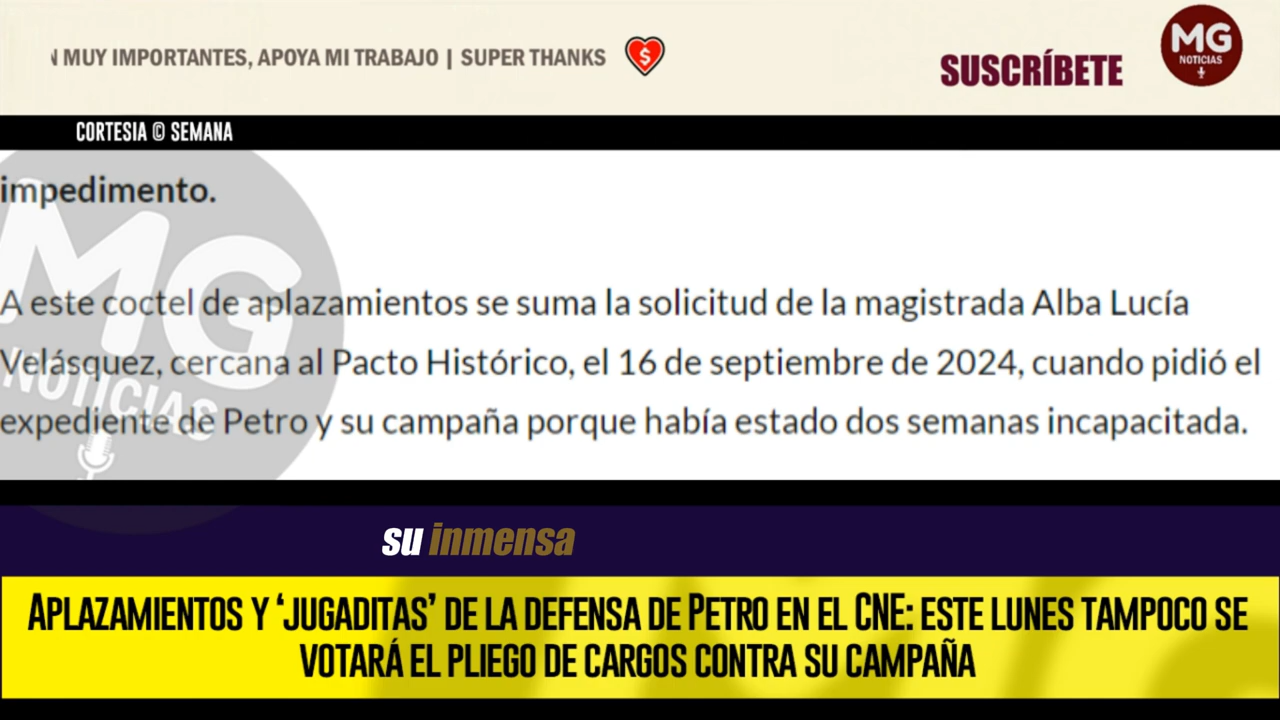 MUY IMPORTANTES, APOYA MI TRABAJO | SUPER THANKS
SUSCRÍBETE
MG
NOTICIAS
CORTESIA © SEMANA
impedimento.
A este coctel de aplazamientos se suma la solicitud de la magistrada Alba Lucía
Velásquez, cercana al Pacto Histórico, el 16 de septiembre de 2024, cuando pidió el
expediente de Petro y su campaña porque había estado dos semanas incapacitada.
MG
NOTICIAS
su inmensa
APLAZAMIENTOS Y ‘JUGADITAS’ DE LA DEFENSA DE PETRO EN EL CNE: ESTE LUNES TAMPOCO SE
VOTARÁ EL PLIEGO DE CARGOS CONTRA SU CAMPAÑA